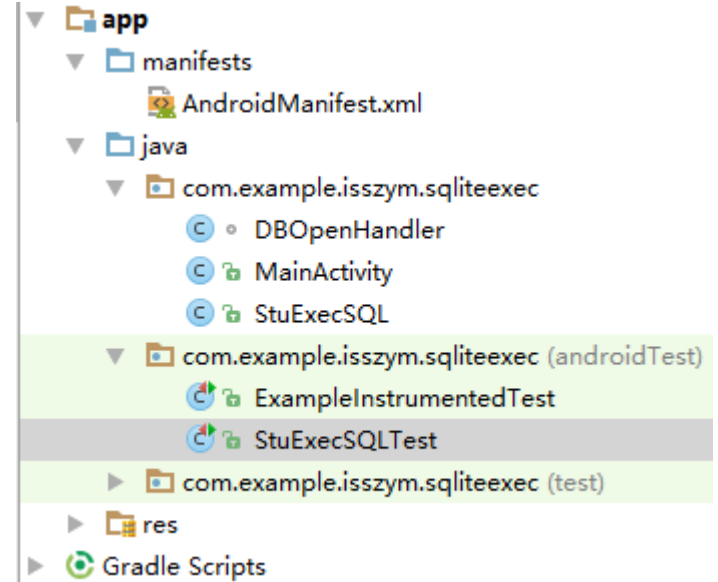 app
manifests
AndroidManifest.xml
java
com.example.isszym.sqliteexec
DBOpenHandler
MainActivity
StuExecSQL
com.example.isszym.sqliteexec (androidTest)
ExampleInstrumentedTest
StuExecSQLTest
com.example.isszym.sqliteexec (test)
res
Gradle Scripts